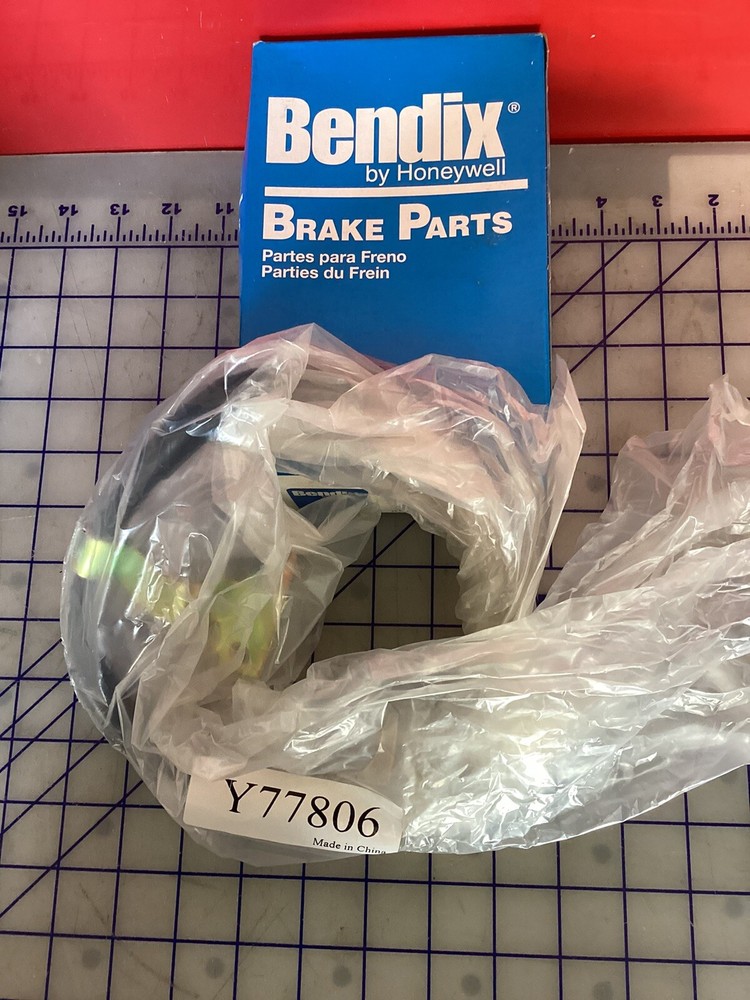 Bendix®
by Honeywell
BRAKE PARTS
Partes para Freno
Parties du Frein
15 14 13 12 11 4 3 2
Bendix
Y77806
Made in China